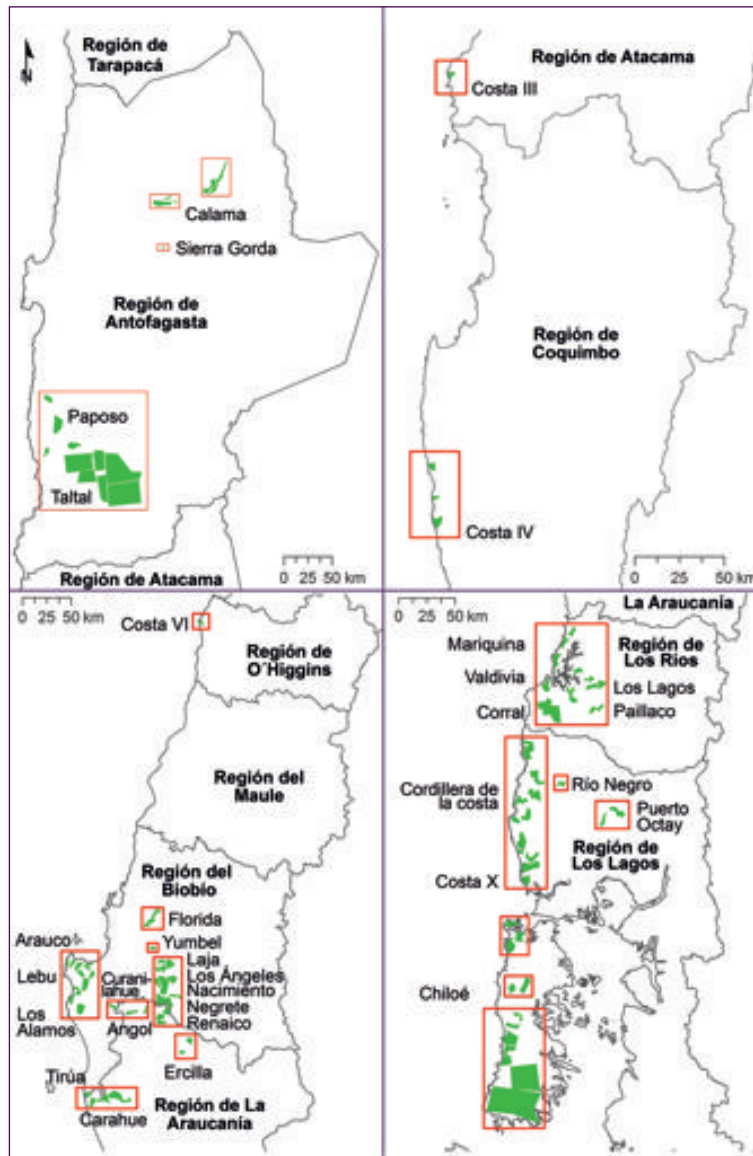 Región de
Tarapacá
N
Calama
Sierra Gorda
Región de
Antofagasta
Paposo
Taltal
Región de Atacama
0 25 50 km
Región de Atacama
Costa III
Región de
Coquimbo
Costa IV
0 25 50 km
0 25 50 km
Costa VI
Región de
O´Higgins
Región del
Maule
Región del
Biobio
Florida
Yumbel
Arauco
Lebu
Los
Alamos
Curani-
lahue
Angol
Laja
Los Ángeles
Nacimiento
Negrete
Renaico
Ercilla
Tirúa
Carahue
Región de La
Araucanía
0 25 50 km
La Araucanía
Mariquina
Región de
Los Rios
Valdivia
Los Lagos
Corral
Paillaco
Cordillera de
la costa
Río Negro
Puerto
Octay
Región de
Los Lagos
Costa X
Chiloé